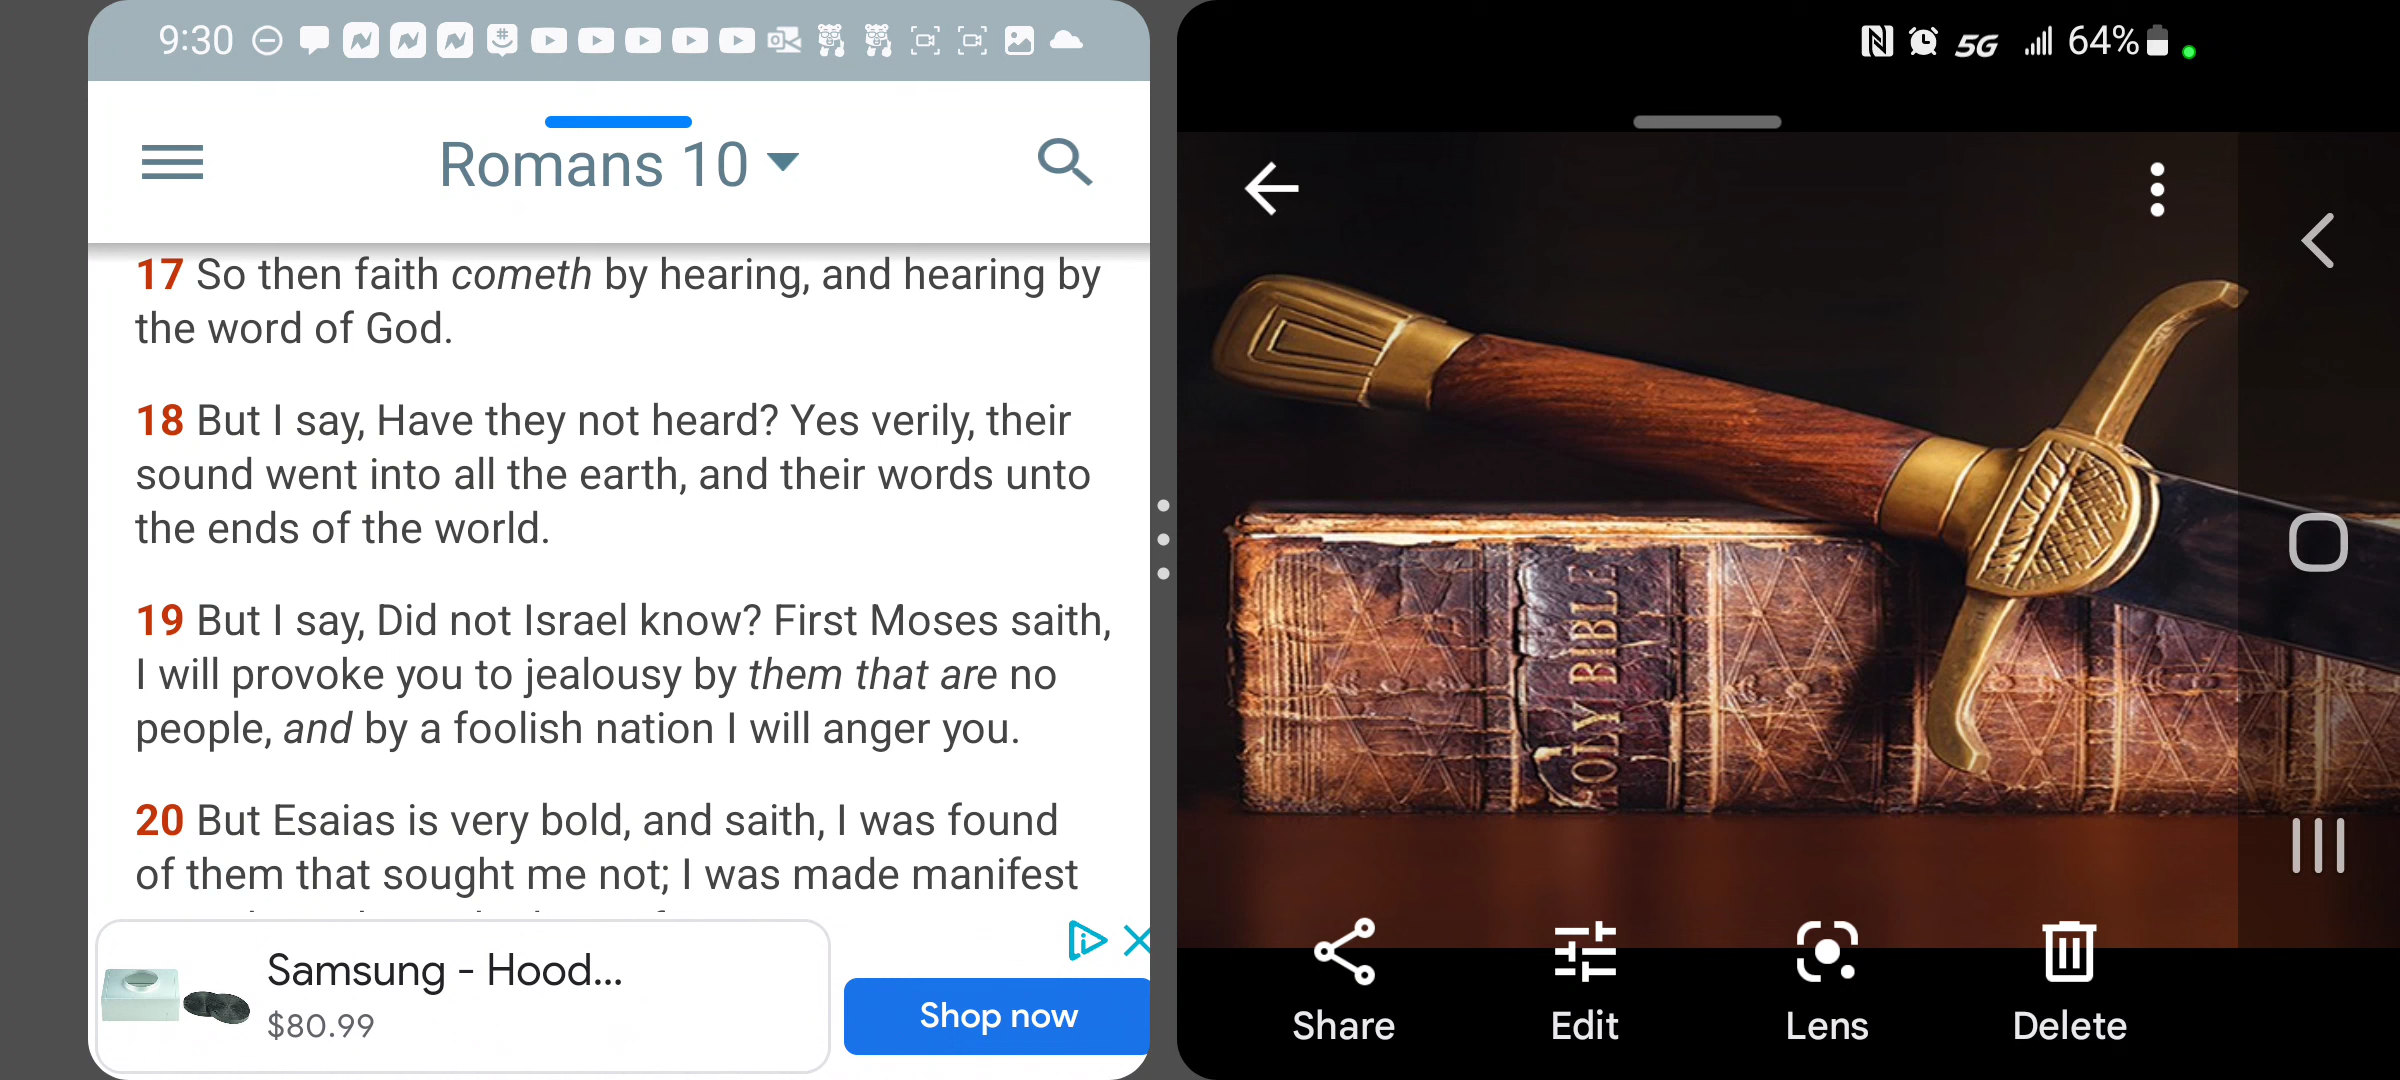 9:30
Romans 10
17 So then faith cometh by hearing, and hearing by
the word of God.
18 But I say, Have they not heard? Yes verily, their
sound went into all the earth, and their words unto
the ends of the world.
19 But I say, Did not Israel know? First Moses saith,
I will provoke you to jealousy by them that are no
people, and by a foolish nation I will anger you.
20 But Esaias is very bold, and saith, I was found
of them that sought me not; I was made manifest
Samsung - Hood...
$80.99
Shop now
5G 64%
HOLY BIBLE
Share Edit Lens Delete